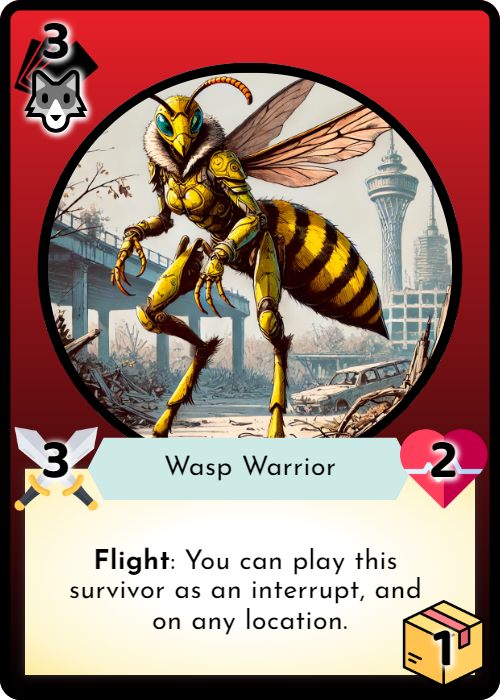 3
3
Wasp Warrior
2
Flight: You can play this
survivor as an interrupt, and
on any location.
1